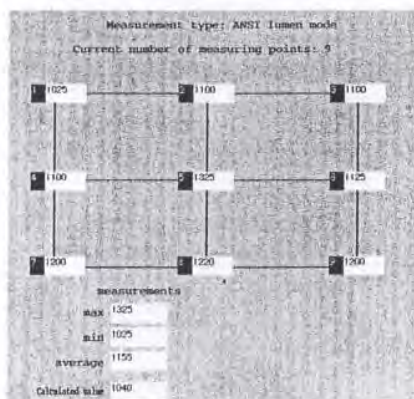 Measurement type: ANSI lumen mode
Current number of measuring points: 9
1 1025 2 1100 3 1100
4 1100 5 1325 6 1125
7 1200 8 1220 9 1200
measurements
max 1325
min 1025
average 1155
Calculated value 1040